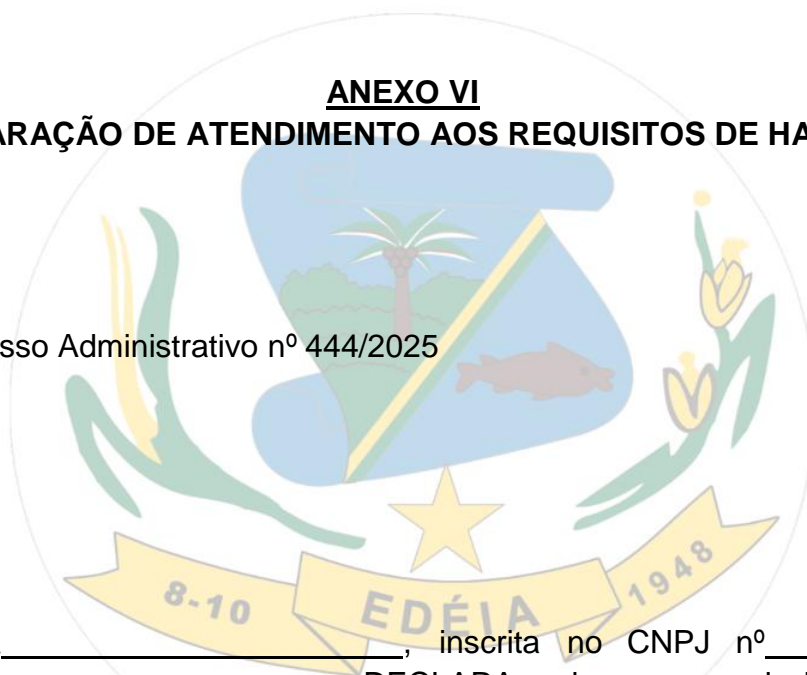 ANEXO VI
ARAÇÃO DE ATENDIMENTO AOS REQUISITOS DE HA
sso Administrativo nº 444/2025
8-10 EDÉIA 1948
, inscrita no CNPJ nº